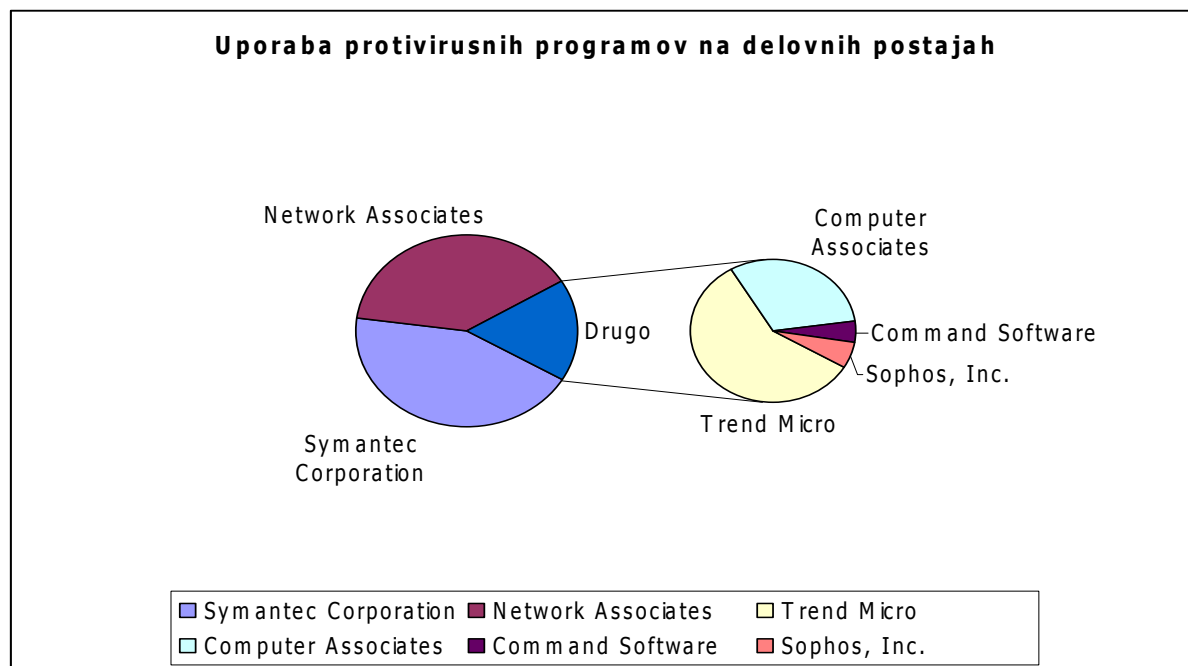 Uporaba protivirusnih programov na delovnih postajah
Network Associates
Computer
Associates
Drugo
Command Software
Sophos, Inc.
Trend Micro
Symantec
Corporation
Symantec Corporation
Network Associates
Trend Micro
Computer Associates
Command Software
Sophos, Inc.